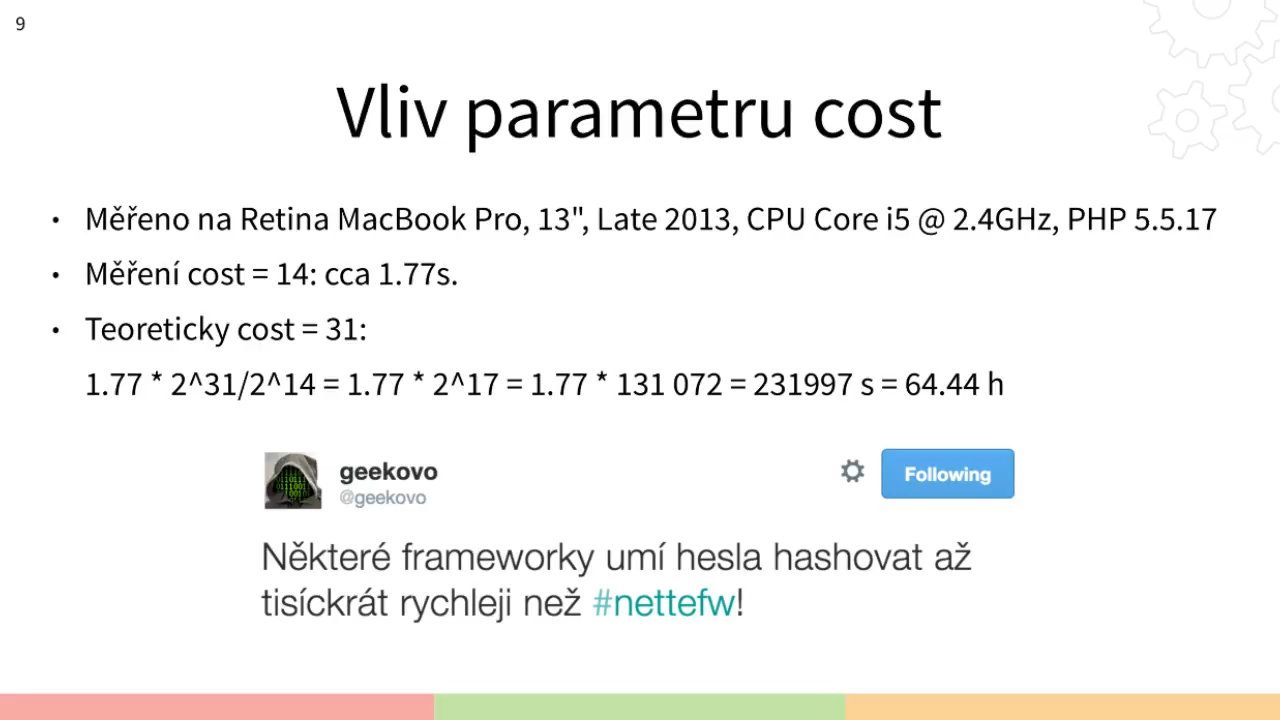 9
Vliv parametru cost
• Měřeno na Retina MacBook Pro, 13", Late 2013, CPU Core i5 @ 2.4GHz, PHP 5.5.17
• Měření cost = 14: cca 1.77s.
• Teoreticky cost = 31:
1.77 * 2^31/2^14 = 1.77 * 2^17 = 1.77 * 131 072 = 231997 s = 64.44 h
geekovo
@geekovo
Following
Některé frameworky umí hesla hashovat až
tisíckrát rychleji než #nettefw!